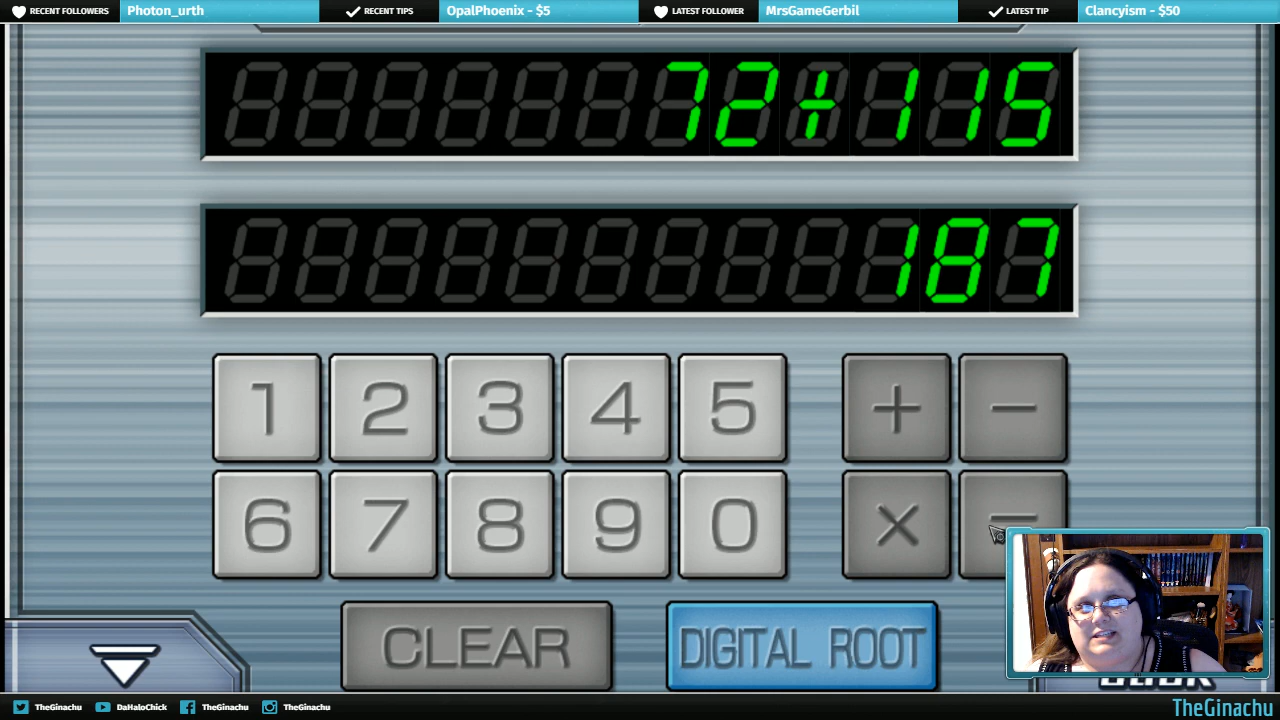 RECENT FOLLOWERS Photon_urth RECENT TIPS OpalPhoenix - $5 LATEST FOLLOWER MrsGameGerbil LATEST TIP Clancyism - $50
72+115
187
1 2 3 4 5 + -
6 7 8 9 0 × =
CLEAR DIGITAL ROOT
TheGinachu DaHaloChick TheGinachu TheGinachu TheGinachu